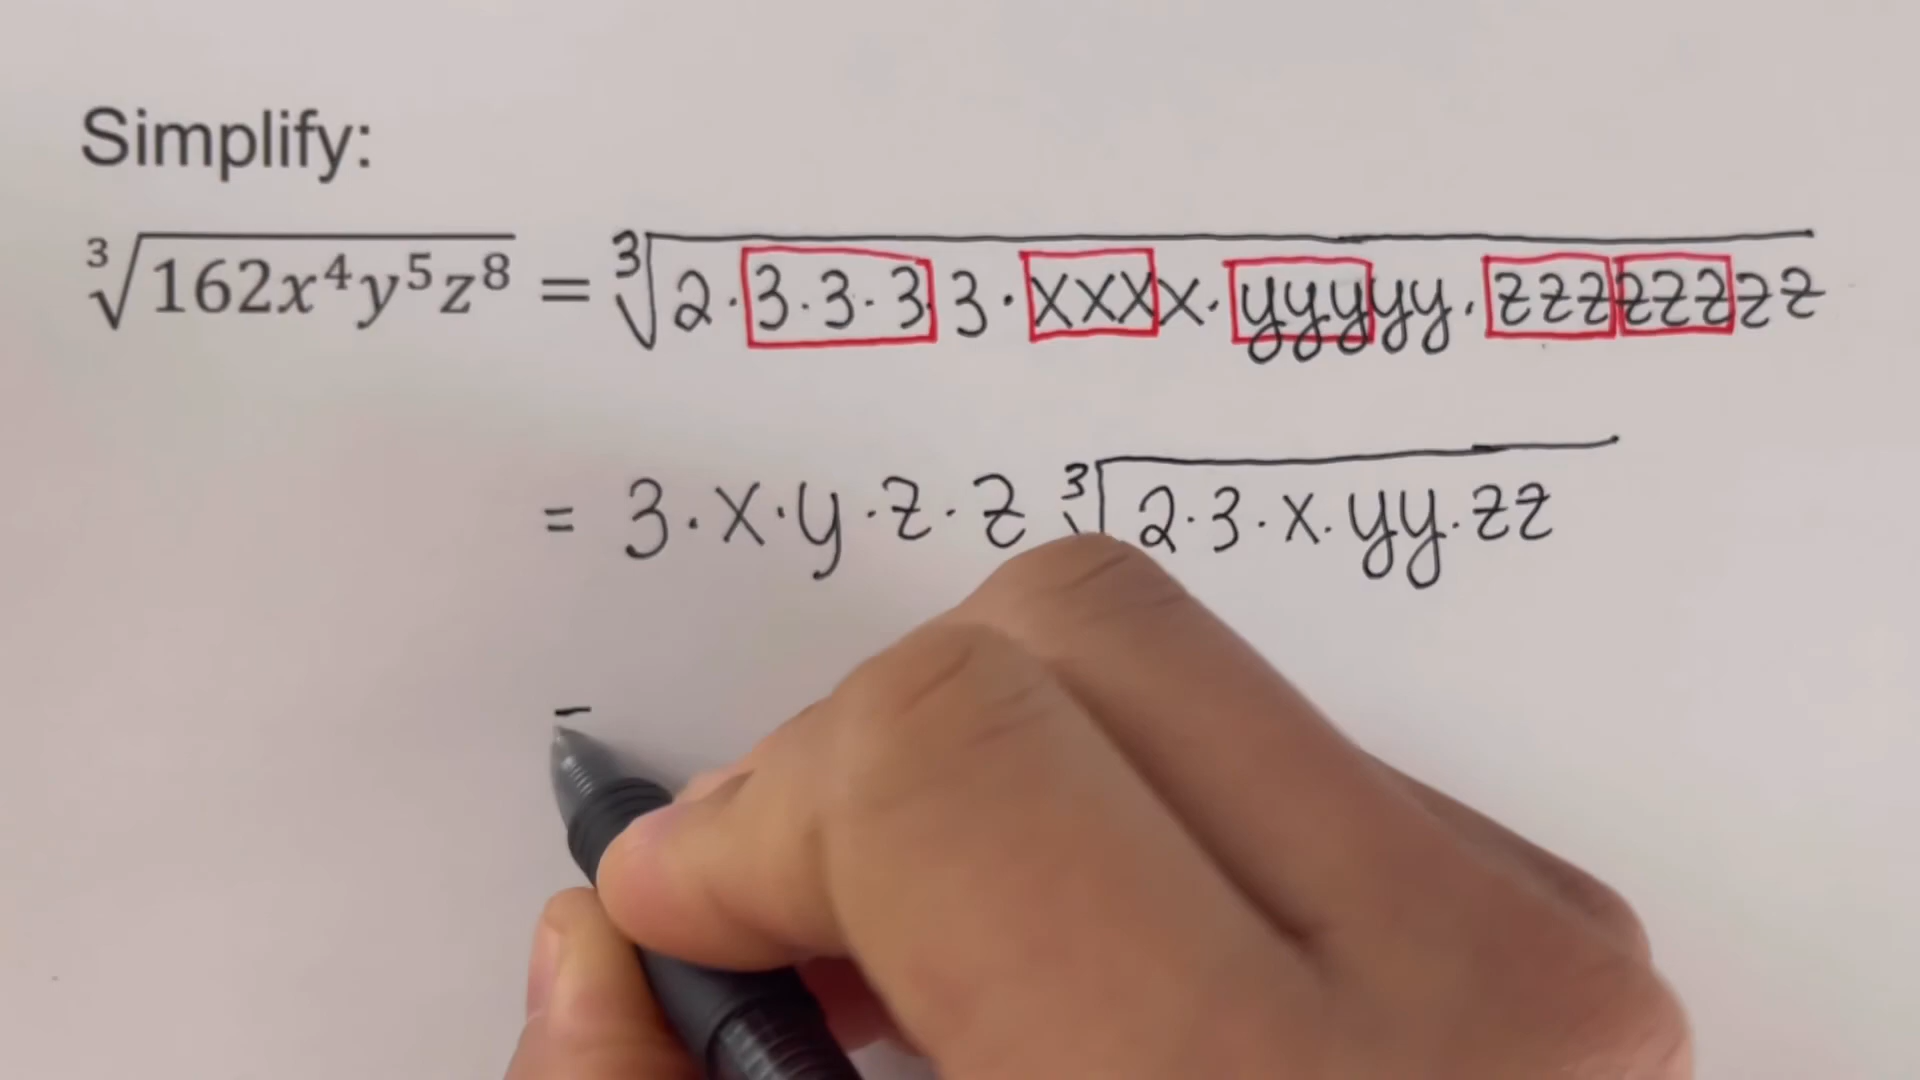 Simplify:
∛162x⁴y⁵z⁸ = ∛2·3·3·3·3·xxxx·yyyyy·zzzzzzzz
= 3·x·y·z·z ∛2·3·x·yy·zz